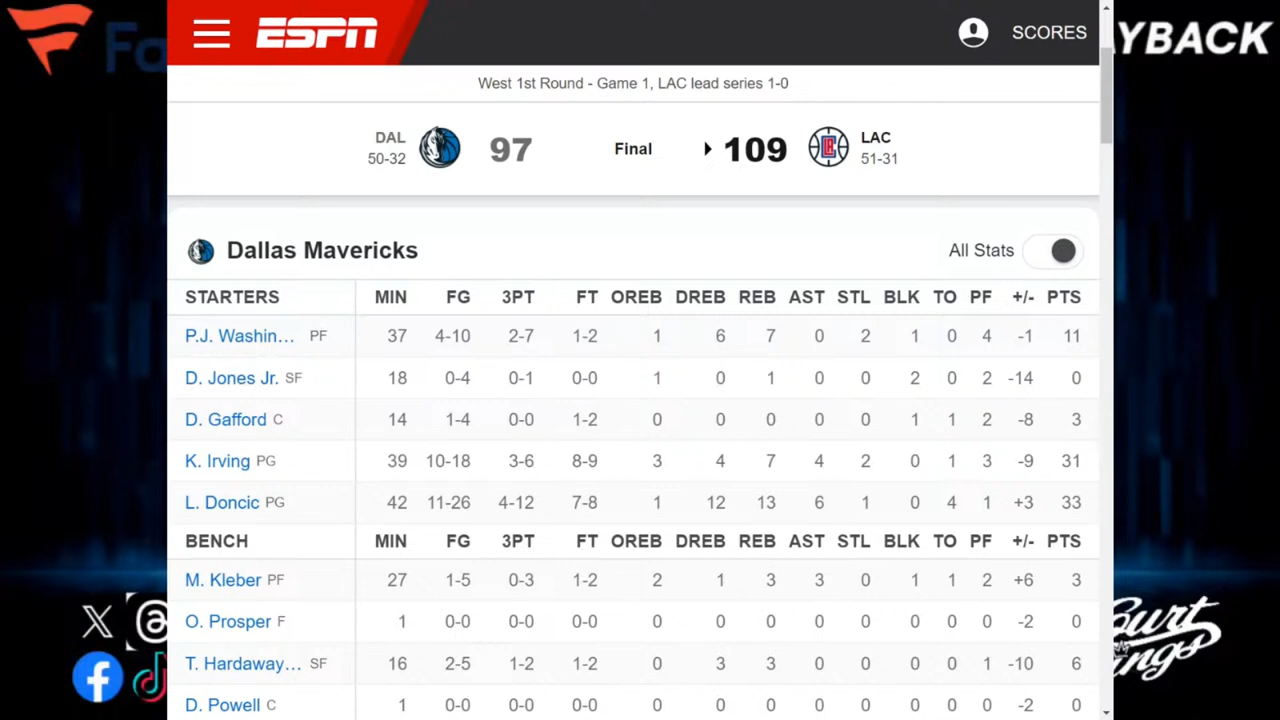 Fa
YBACK
ESPN
SCORES
West 1st Round - Game 1, LAC lead series 1-0
DAL
50-32
97
Final
109
LAC
51-31
Dallas Mavericks
All Stats
STARTERS MIN FG 3PT FT OREB DREB REB AST STL BLK TO PF +/- PTS
P.J. Washin... PF 37 4-10 2-7 1-2 1 6 7 0 2 1 0 4 -1 11
D. Jones Jr. SF 18 0-4 0-1 0-0 1 0 1 0 0 2 0 2 -14 0
D. Gafford C 14 1-4 0-0 1-2 0 0 0 0 0 1 1 2 -8 3
K. Irving PG 39 10-18 3-6 8-9 3 4 7 4 2 0 1 3 -9 31
L. Doncic PG 42 11-26 4-12 7-8 1 12 13 6 1 0 4 1 +3 33
BENCH MIN FG 3PT FT OREB DREB REB AST STL BLK TO PF +/- PTS
M. Kleber PF 27 1-5 0-3 1-2 2 1 3 3 0 1 1 2 +6 3
O. Prosper F 1 0-0 0-0 0-0 0 0 0 0 0 0 0 0 -2 0
T. Hardaway... SF 16 2-5 1-2 1-2 0 3 3 0 0 0 0 1 -10 6
D. Powell C 1 0-0 0-0 0-0 0 0 0 0 0 0 0 0 -2 0